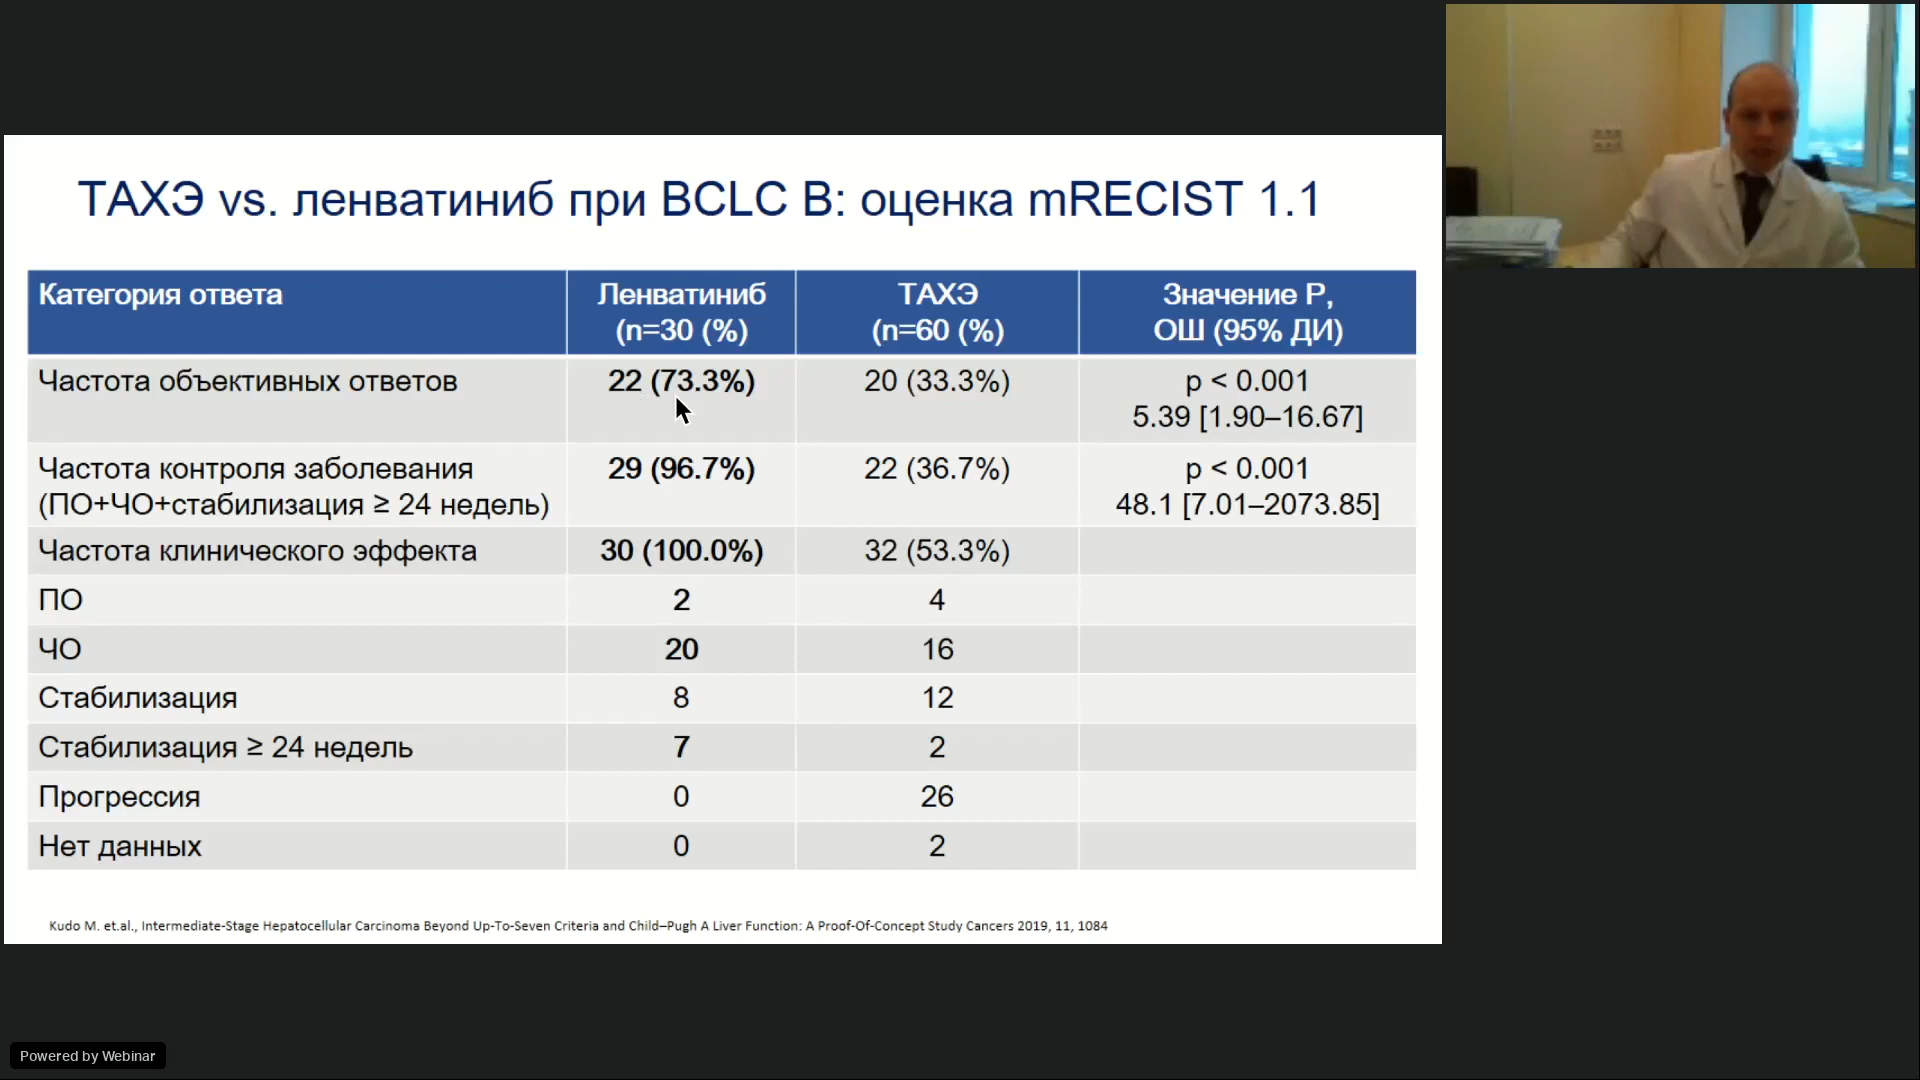 ТАХЭ vs. ленватиниб при BCLC B: оценка mRECIST 1.1
Категория ответа
Ленватиниб
(n=30 (%)
ТАХЭ
(n=60 (%)
Значение P,
ОШ (95% ДИ)
Частота объективных ответов
22 (73.3%)
20 (33.3%)
p < 0.001
5.39 [1.90–16.67]
Частота контроля заболевания
(ПО+ЧО+стабилизация ≥ 24 недель)
29 (96.7%)
22 (36.7%)
p < 0.001
48.1 [7.01–2073.85]
Частота клинического эффекта
30 (100.0%)
32 (53.3%)
ПО
2
4
ЧО
20
16
Стабилизация
8
12
Стабилизация ≥ 24 недель
7
2
Прогрессия
0
26
Нет данных
0
2
Kudo M. et.al., Intermediate-Stage Hepatocellular Carcinoma Beyond Up-To-Seven Criteria and Child–Pugh A Liver Function: A Proof-Of-Concept Study Cancers 2019, 11, 1084
Powered by Webinar